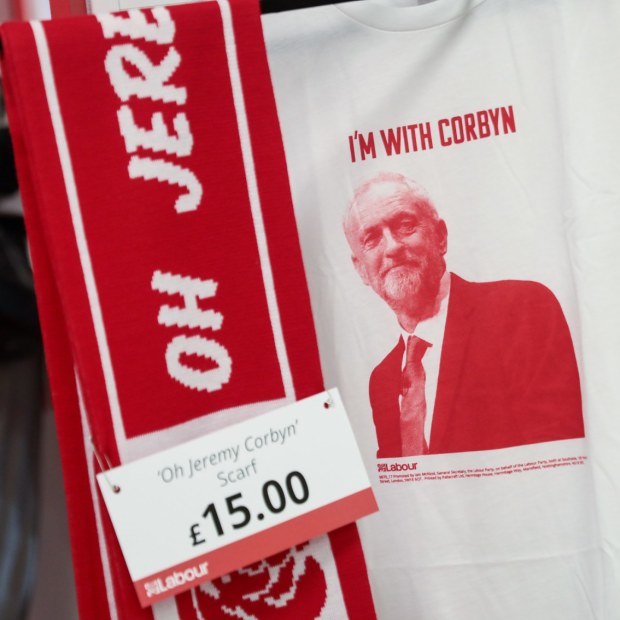 OH JERE
I'M WITH CORBYN
'Oh Jeremy Corbyn'
Scarf
£15.00
Labour
Labour